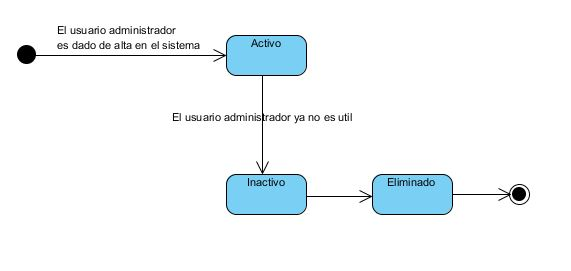 El usuario administrador
es dado de alta en el sistema
Activo
El usuario administrador ya no es util
Inactivo
Eliminado